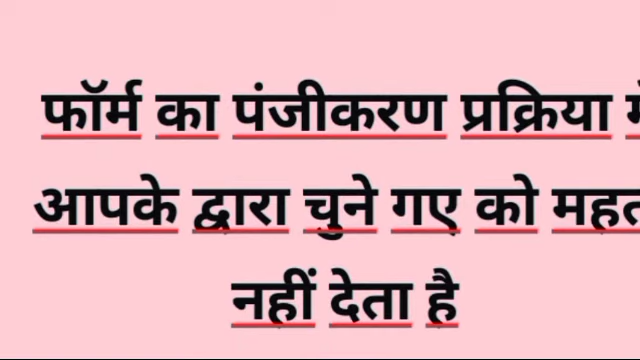 फॉर्म का पंजीकरण प्रक्रिया
आपके द्वारा चुने गए को
नहीं देता है